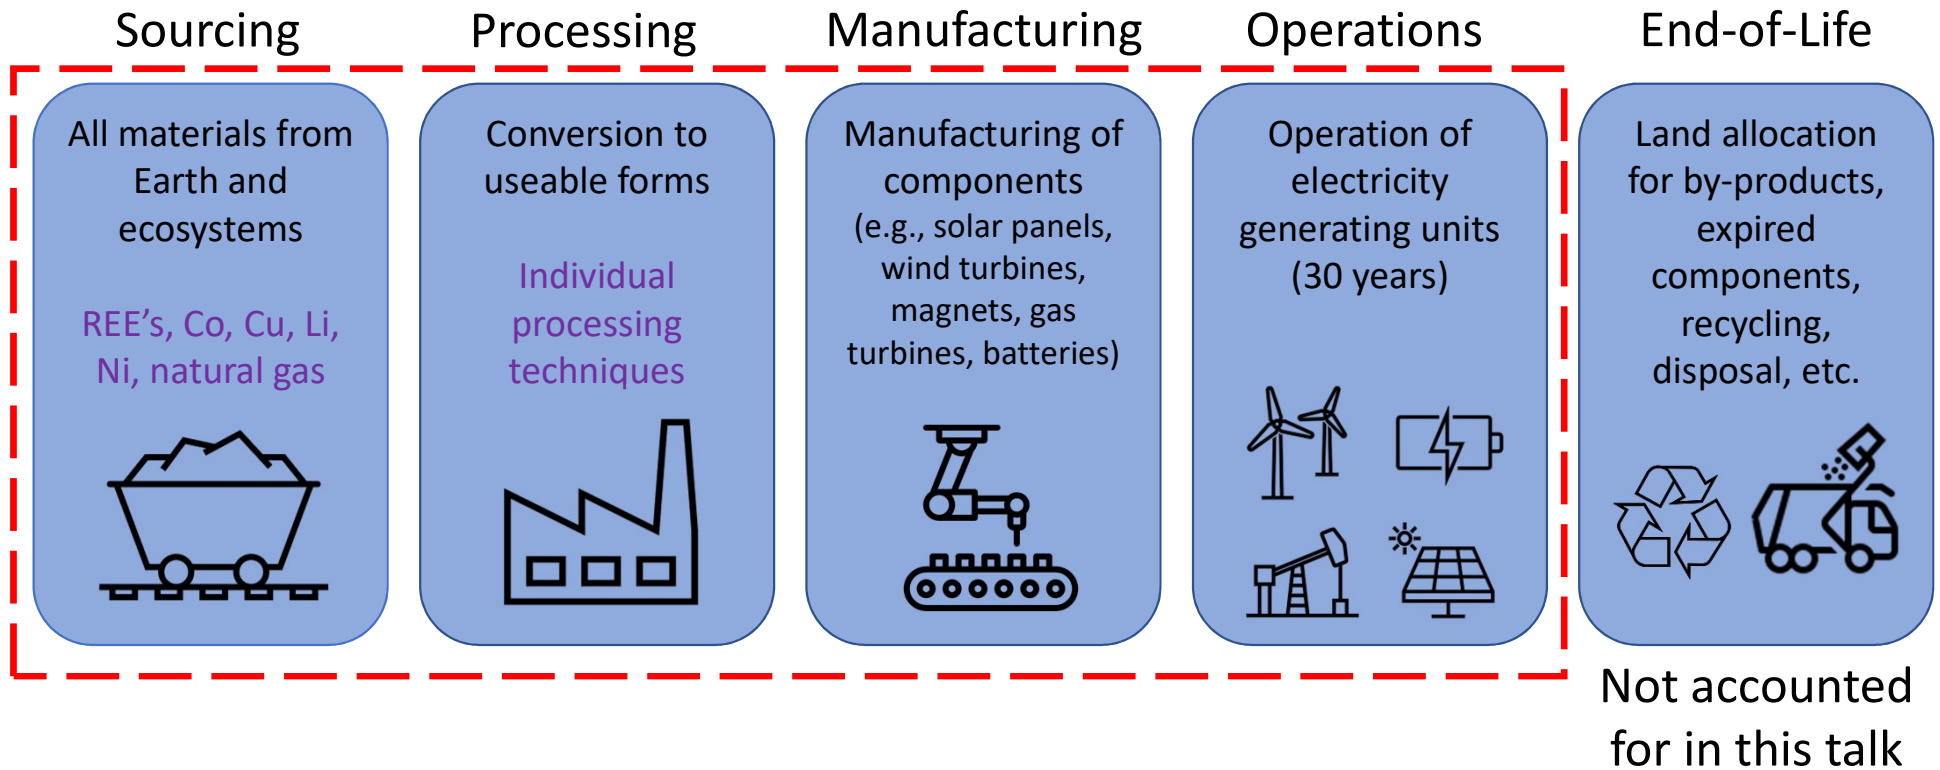 Sourcing
All materials from
Earth and
ecosystems
REE's, Co, Cu, Li,
Ni, natural gas
Processing
Conversion to
useable forms
Individual
processing
techniques
Manufacturing
Manufacturing of
components
(e.g., solar panels,
wind turbines,
magnets, gas
turbines, batteries)
Operations
Operation of
electricity
generating units
(30 years)
End-of-Life
Land allocation
for by-products,
expired
components,
recycling,
disposal, etc.
Not accounted
for in this talk